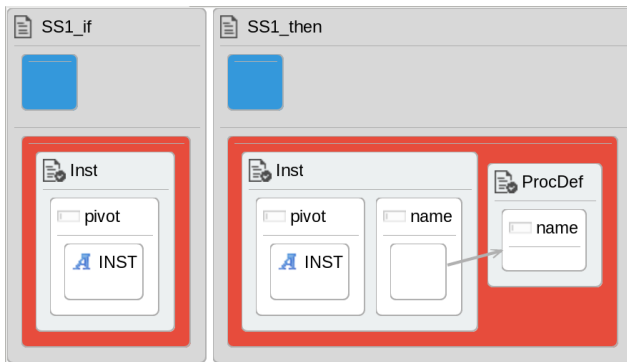 SS1_if
SS1_then
Inst
pivot
INST
Inst
pivot
name
INST
ProcDef
name